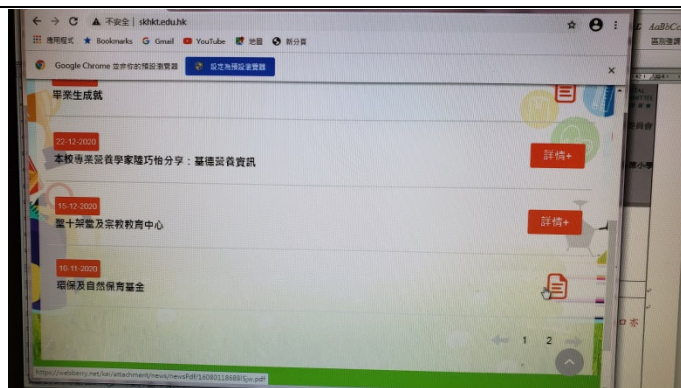 不安全 | skhkt.edu.hk
應用程式 Bookmarks Gmail YouTube 地圖 新分頁
Google Chrome 並非你的預設瀏覽器 設定為預設瀏覽器
畢業生成就
22-12-2020
本校專業營養學家陸巧怡分享：基德營養資訊
詳情+
15-12-2020
聖十架堂及宗教教育中心
詳情+
10-11-2020
環保及自然保育基金
1 2